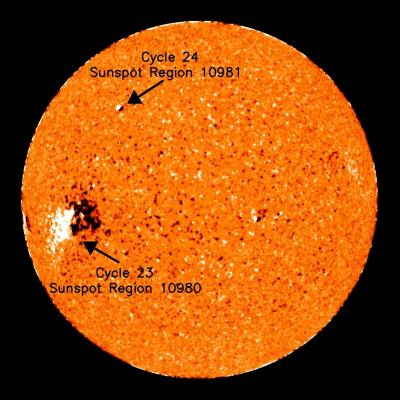 Cycle 24
Sunspot Region 10981
Cycle 23
Sunspot Region 10980